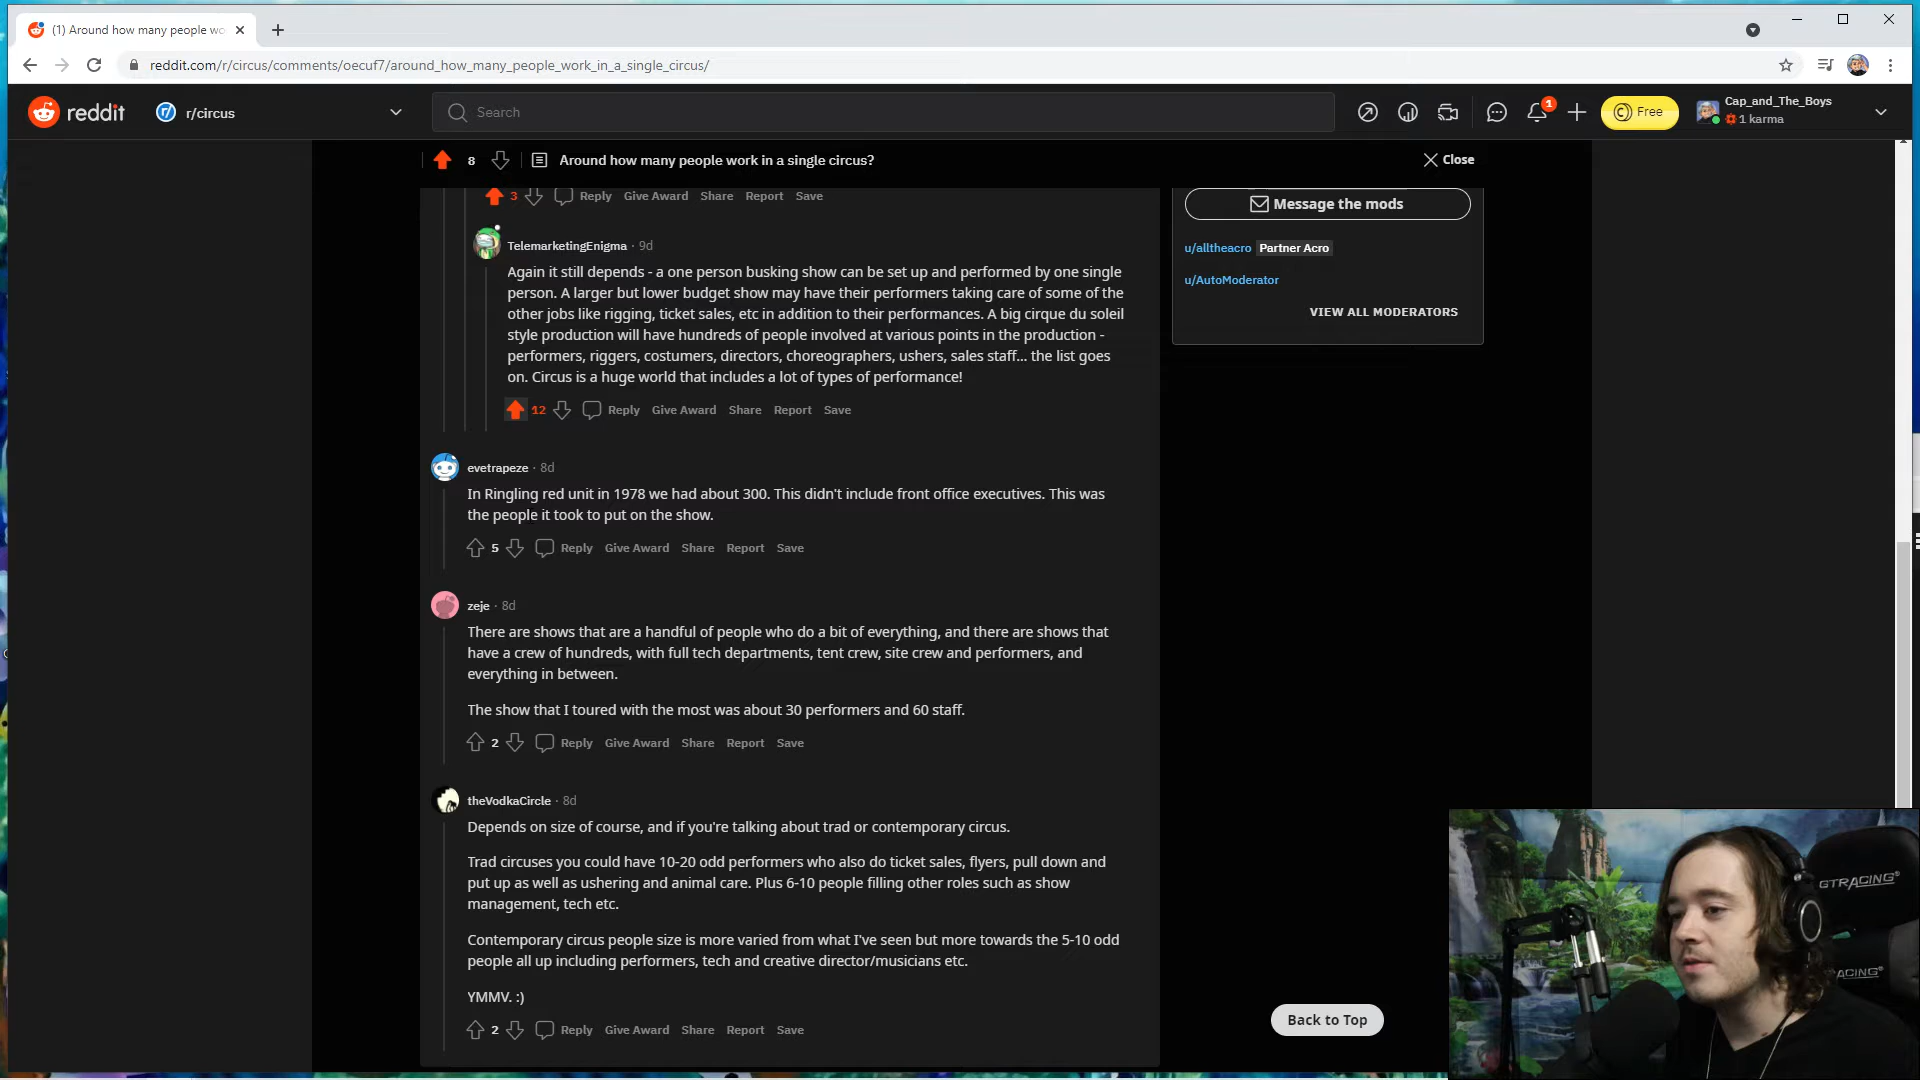 (1) Around how many people wo
reddit.com/r/circus/comments/oecuf7/around_how_many_people_work_in_a_single_circus/
reddit
r/circus
Search
1
Free
Cap_and_The_Boys
1 karma
8
Around how many people work in a single circus?
Close
3 Reply Give Award Share Report Save
Message the mods
TelemarketingEnigma · 9d
u/alltheacro Partner Acro
Again it still depends - a one person busking show can be set up and performed by one single
u/AutoModerator
person. A larger but lower budget show may have their performers taking care of some of the
other jobs like rigging, ticket sales, etc in addition to their performances. A big cirque du soleil
VIEW ALL MODERATORS
style production will have hundreds of people involved at various points in the production -
performers, riggers, costumers, directors, choreographers, ushers, sales staff... the list goes
on. Circus is a huge world that includes a lot of types of performance!
12 Reply Give Award Share Report Save
evetrapeze · 8d
In Ringling red unit in 1978 we had about 300. This didn't include front office executives. This was
the people it took to put on the show.
5 Reply Give Award Share Report Save
zeje · 8d
There are shows that are a handful of people who do a bit of everything, and there are shows that
have a crew of hundreds, with full tech departments, tent crew, site crew and performers, and
everything in between.
The show that I toured with the most was about 30 performers and 60 staff.
2 Reply Give Award Share Report Save
theVodkaCircle · 8d
Depends on size of course, and if you're talking about trad or contemporary circus.
Trad circuses you could have 10-20 odd performers who also do ticket sales, flyers, pull down and
put up as well as ushering and animal care. Plus 6-10 people filling other roles such as show
management, tech etc.
Contemporary circus people size is more varied from what I've seen but more towards the 5-10 odd
people all up including performers, tech and creative director/musicians etc.
YMMV. :)
2 Reply Give Award Share Report Save
Back to Top
GTRACING
ACING